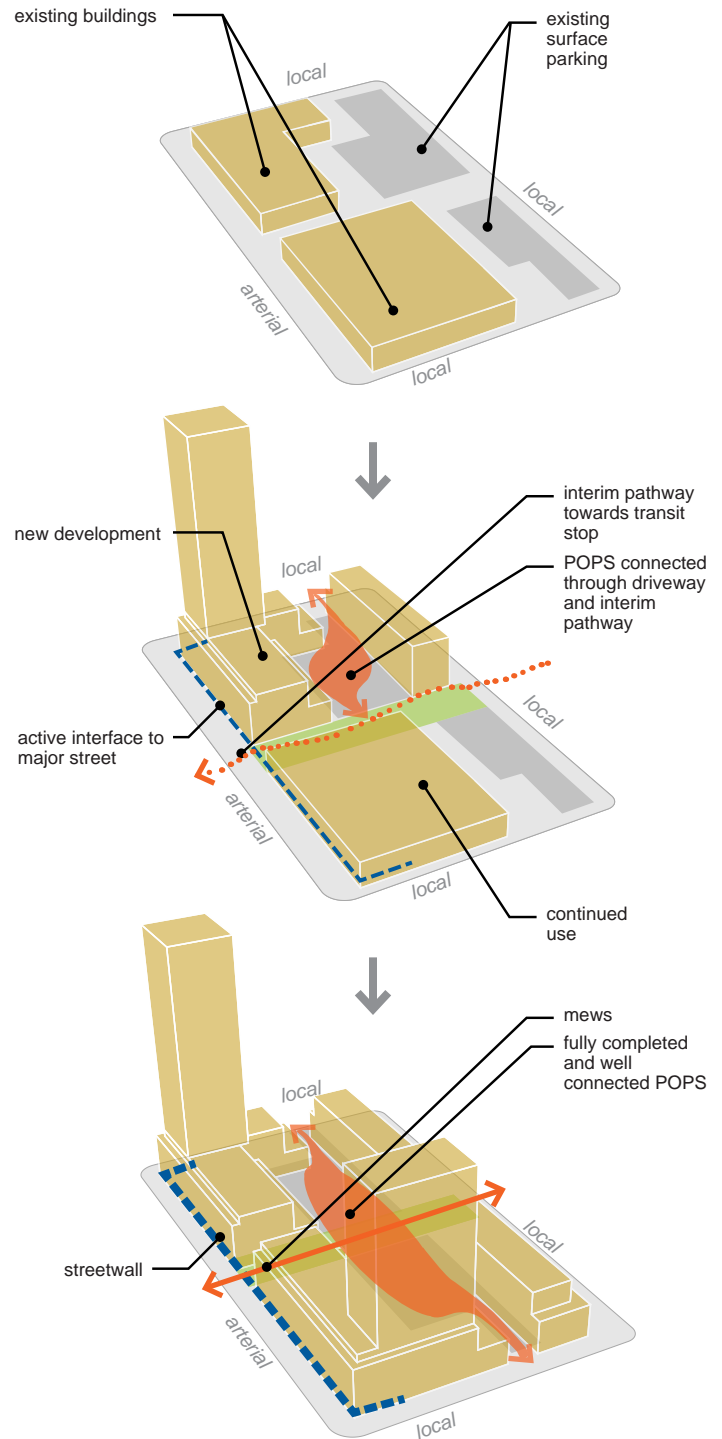 existing buildings
existing
surface
parking
local
local
arterial
local
interim pathway
towards transit
stop
new development
POPS connected
through driveway
and interim
pathway
local
local
active interface to
major street
arterial
local
continued
use
mews
fully completed
and well
connected POPS
local
local
streetwall
arterial
local